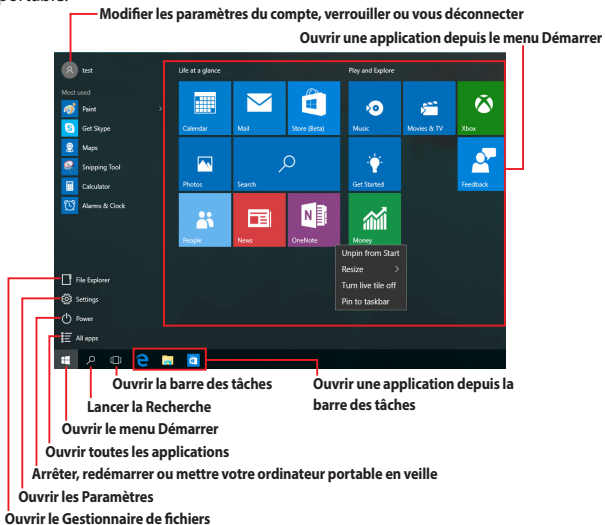 portable.
Modifier les paramètres du compte, verrouiller ou vous déconnecter
Ouvrir une application depuis le menu Démarrer
test
Life at a glance
Play and Explore
Most used
Paint
Get Skype
Maps
Snipping Tool
Calculator
Alarms & Clock
Calendar
Mail
Store (Beta)
Music
Movies & TV
Xbox
Photos
Search
Get Started
Feedback
People
News
OneNote
Money
Unpin from Start
Resize
Turn live tile off
Pin to taskbar
File Explorer
Settings
Power
All apps
Ouvrir la barre des tâches
Ouvrir une application depuis la
barre des tâches
Lancer la Recherche
Ouvrir le menu Démarrer
Ouvrir toutes les applications
Arrêter, redémarrer ou mettre votre ordinateur portable en veille
Ouvrir les Paramètres
Ouvrir le Gestionnaire de fichiers